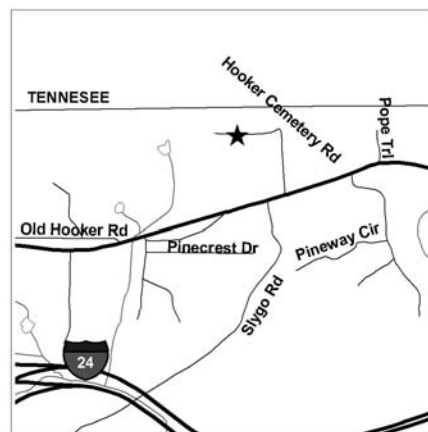 TENNESEE
Hooker Cemetery Rd
Pope Trl
Old Hooker Rd
Pinecrest Dr
Pineway Cir
Slygo Rd
24